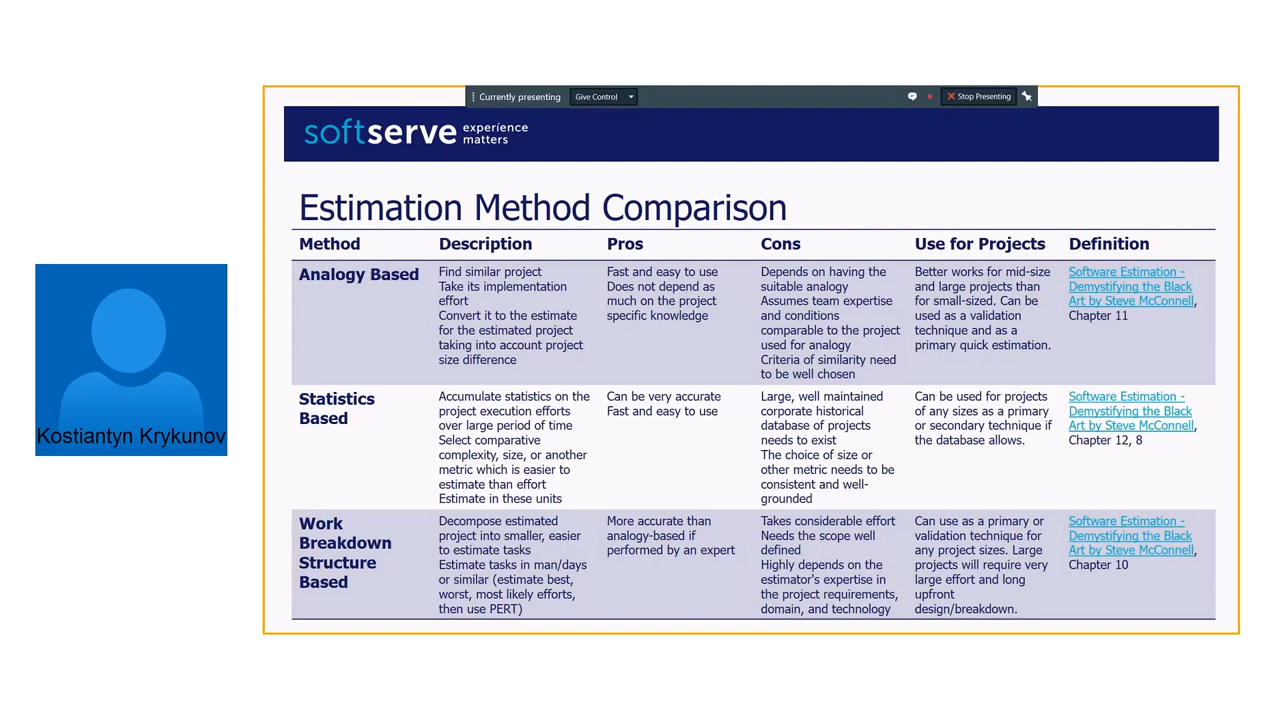 Currently presenting
Give Control
Stop Presenting
softserve experience
matters
Estimation Method Comparison
Method
Description
Pros
Cons
Use for Projects
Definition
Analogy Based
Find similar project
Take its implementation
effort
Convert it to the estimate
for the estimated project
taking into account project
size difference
Fast and easy to use
Does not depend as
much on the project
specific knowledge
Depends on having the
suitable analogy
Assumes team expertise
and conditions
comparable to the project
used for analogy
Criteria of similarity need
to be well chosen
Better works for mid-size
and large projects than
for small-sized. Can be
used as a validation
technique and as a
primary quick estimation.
Software Estimation -
Demystifying the Black
Art by Steve McConnell,
Chapter 11
Statistics
Based
Accumulate statistics on the
project execution efforts
over large period of time
Select comparative
complexity, size, or another
metric which is easier to
estimate than effort
Estimate in these units
Can be very accurate
Fast and easy to use
Large, well maintained
corporate historical
database of projects
needs to exist
The choice of size or
other metric needs to be
consistent and well-
grounded
Can be used for projects
of any sizes as a primary
or secondary technique if
the database allows.
Software Estimation -
Demystifying the Black
Art by Steve McConnell,
Chapter 12, 8
Work
Breakdown
Structure
Based
Decompose estimated
project into smaller, easier
to estimate tasks
Estimate tasks in man/days
or similar (estimate best,
worst, most likely efforts,
then use PERT)
More accurate than
analogy-based if
performed by an expert
Takes considerable effort
Needs the scope well
defined
Highly depends on the
estimator's expertise in
the project requirements,
domain, and technology
Can use as a primary or
validation technique for
any project sizes. Large
projects will require very
large effort and long
upfront
design/breakdown.
Software Estimation -
Demystifying the Black
Art by Steve McConnell,
Chapter 10
Kostiantyn Krykunov